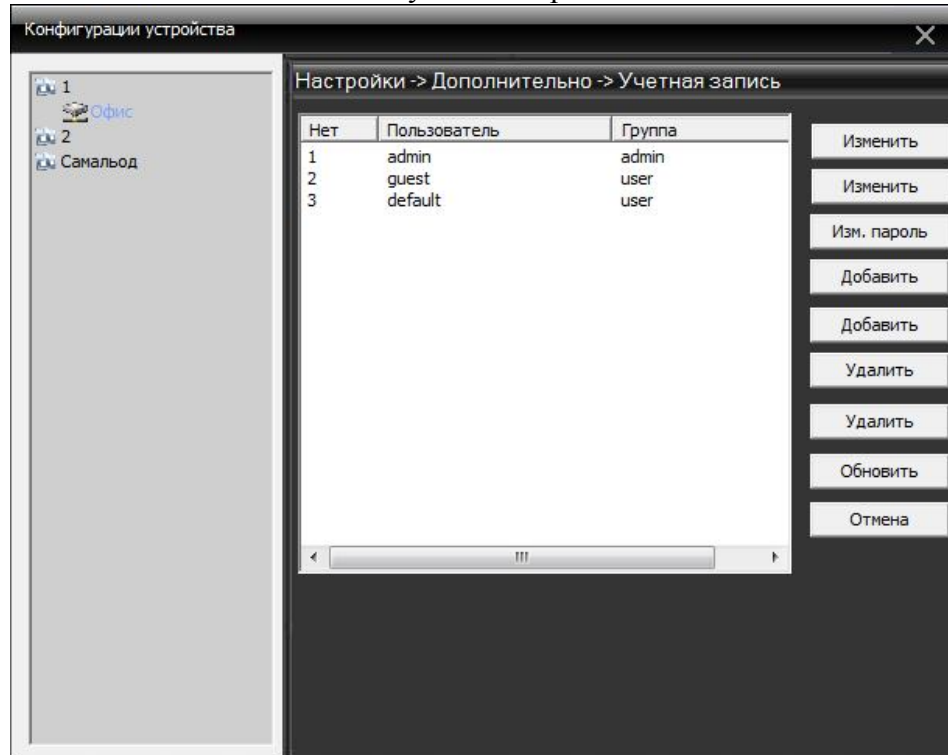 Конфигурации устройства
1
Офис
2
Самальод
Настройки -> Дополнительно -> Учетная запись
Нет Пользователь Группа
1 admin admin
2 guest user
3 default user
Изменить
Изменить
Изм. пароль
Добавить
Добавить
Удалить
Удалить
Обновить
Отмена